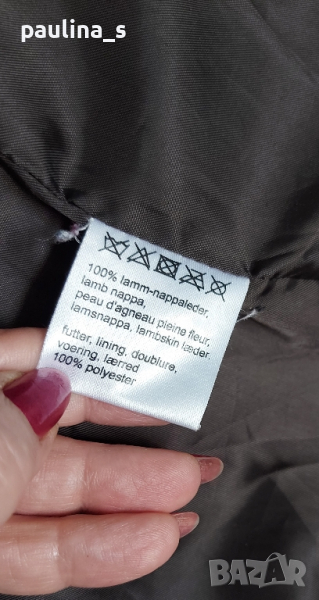 paulina_s
100% lamm-nappaleder,
lamb nappa,
peau d'agneau pleine fleur,
lamsnappa, lambskin læder
futter, lining, doublure,
voering, lærred
100% polyester
BAZAR